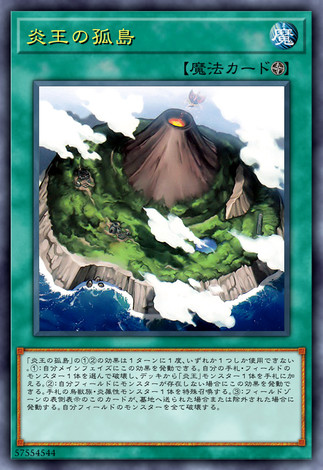 炎王の孤島
魔
【魔法カード】
「炎王の孤島」の①②の効果は1ターンに1度、いずれか1つしか使用できない。
①:自分メインフェイズにこの効果を発動できる。自分の手札・フィールドの
モンスター1体を選んで破壊し、デッキから「炎王」モンスター1体を手札に加
える。②:自分フィールドにモンスターが存在しない場合にこの効果を発動で
きる。手札の鳥獣族・炎属性モンスター1体を特殊召喚する。③:フィールドゾ
ーンの表側表示のこのカードが、墓地へ送られた場合または除外された場合に
発動する。自分フィールドのモンスターを全て破壊する。
57554544